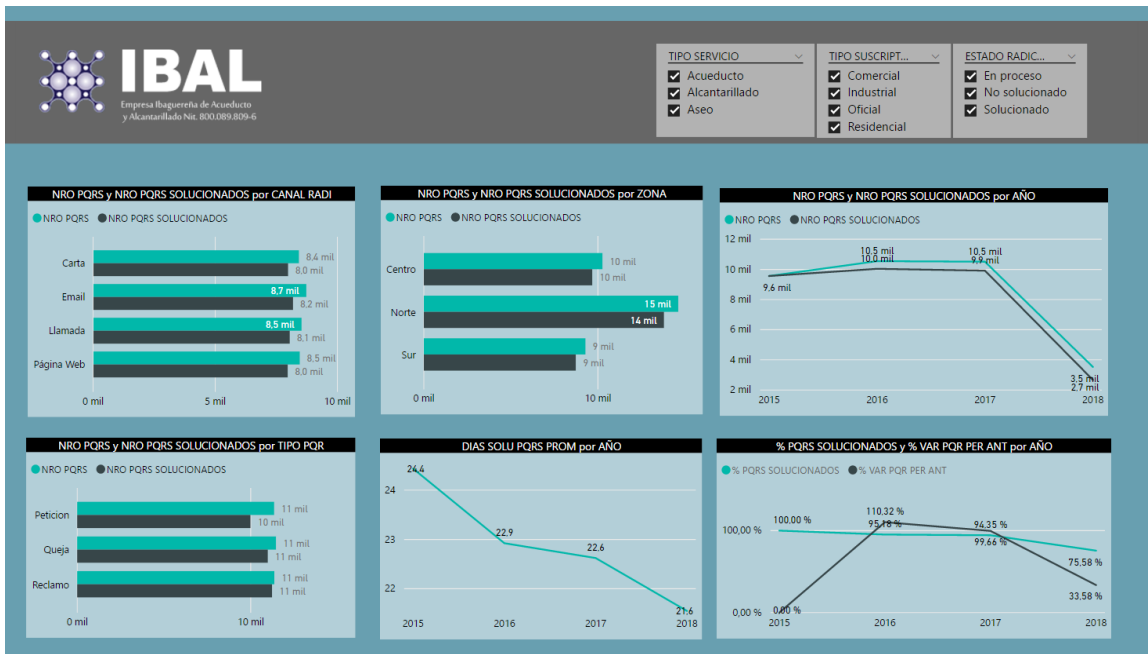 IBAL
Empresa Ibaguereña de Acueducto
y Alcantarillado Nit. 800.089.809-6
TIPO SERVICIO
Acueducto
Alcantarillado
Aseo
TIPO SUSCRIPT...
Comercial
Industrial
Oficial
Residencial
ESTADO RADIC...
En proceso
No solucionado
Solucionado
NRO PQRS y NRO PQRS SOLUCIONADOS por CANAL RADI
NRO PQRS NRO PQRS SOLUCIONADOS
Carta 8,4 mil
8,0 mil
Email 8,7 mil
8,2 mil
Llamada 8,5 mil
8,1 mil
Página Web 8,5 mil
8,0 mil
0 mil 5 mil 10 mil
NRO PQRS y NRO PQRS SOLUCIONADOS por ZONA
NRO PQRS NRO PQRS SOLUCIONADOS
Centro 10 mil
10 mil
Norte 15 mil
14 mil
Sur 9 mil
9 mil
0 mil 10 mil
NRO PQRS y NRO PQRS SOLUCIONADOS por AÑO
NRO PQRS NRO PQRS SOLUCIONADOS
12 mil
10.5 mil 10.5 mil
10.0 mil 9.9 mil
10 mil
9.6 mil
8 mil
6 mil
4 mil
3.5 mil
2.7 mil
2 mil
2015 2016 2017 2018
NRO PQRS y NRO PQRS SOLUCIONADOS por TIPO PQR
NRO PQRS NRO PQRS SOLUCIONADOS
Peticion 11 mil
10 mil
Queja 11 mil
11 mil
Reclamo 11 mil
11 mil
0 mil 10 mil
DIAS SOLU PQRS PROM por AÑO
24.4
24
23
22.9
22.6
22
21.6
2015 2016 2017 2018
% PQRS SOLUCIONADOS y % VAR PQR PER ANT por AÑO
% PQRS SOLUCIONADOS % VAR PQR PER ANT
110.32 %
100,00 % 100,00 % 95,18 % 94,35 %
99,66 %
75,58 %
33.58 %
0,00 % 0,00 %
2015 2016 2017 2018